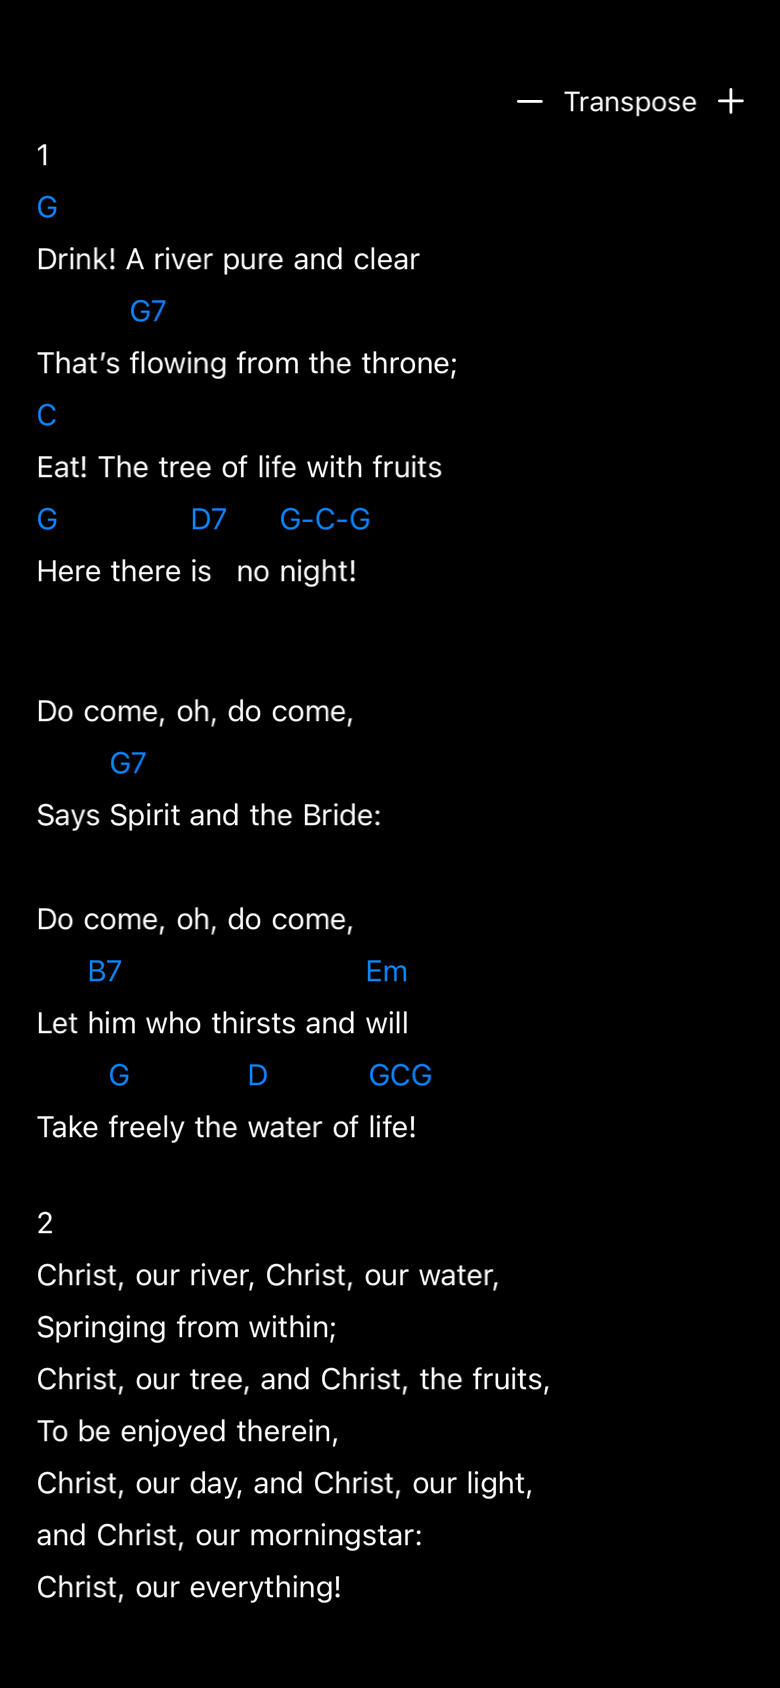 − Transpose +
1
G
Drink! A river pure and clear
G7
That’s flowing from the throne;
C
Eat! The tree of life with fruits
G D7 G-C-G
Here there is no night!
Do come, oh, do come,
G7
Says Spirit and the Bride:
Do come, oh, do come,
B7 Em
Let him who thirsts and will
G D GCG
Take freely the water of life!
2
Christ, our river, Christ, our water,
Springing from within;
Christ, our tree, and Christ, the fruits,
To be enjoyed therein,
Christ, our day, and Christ, our light,
and Christ, our morningstar:
Christ, our everything!